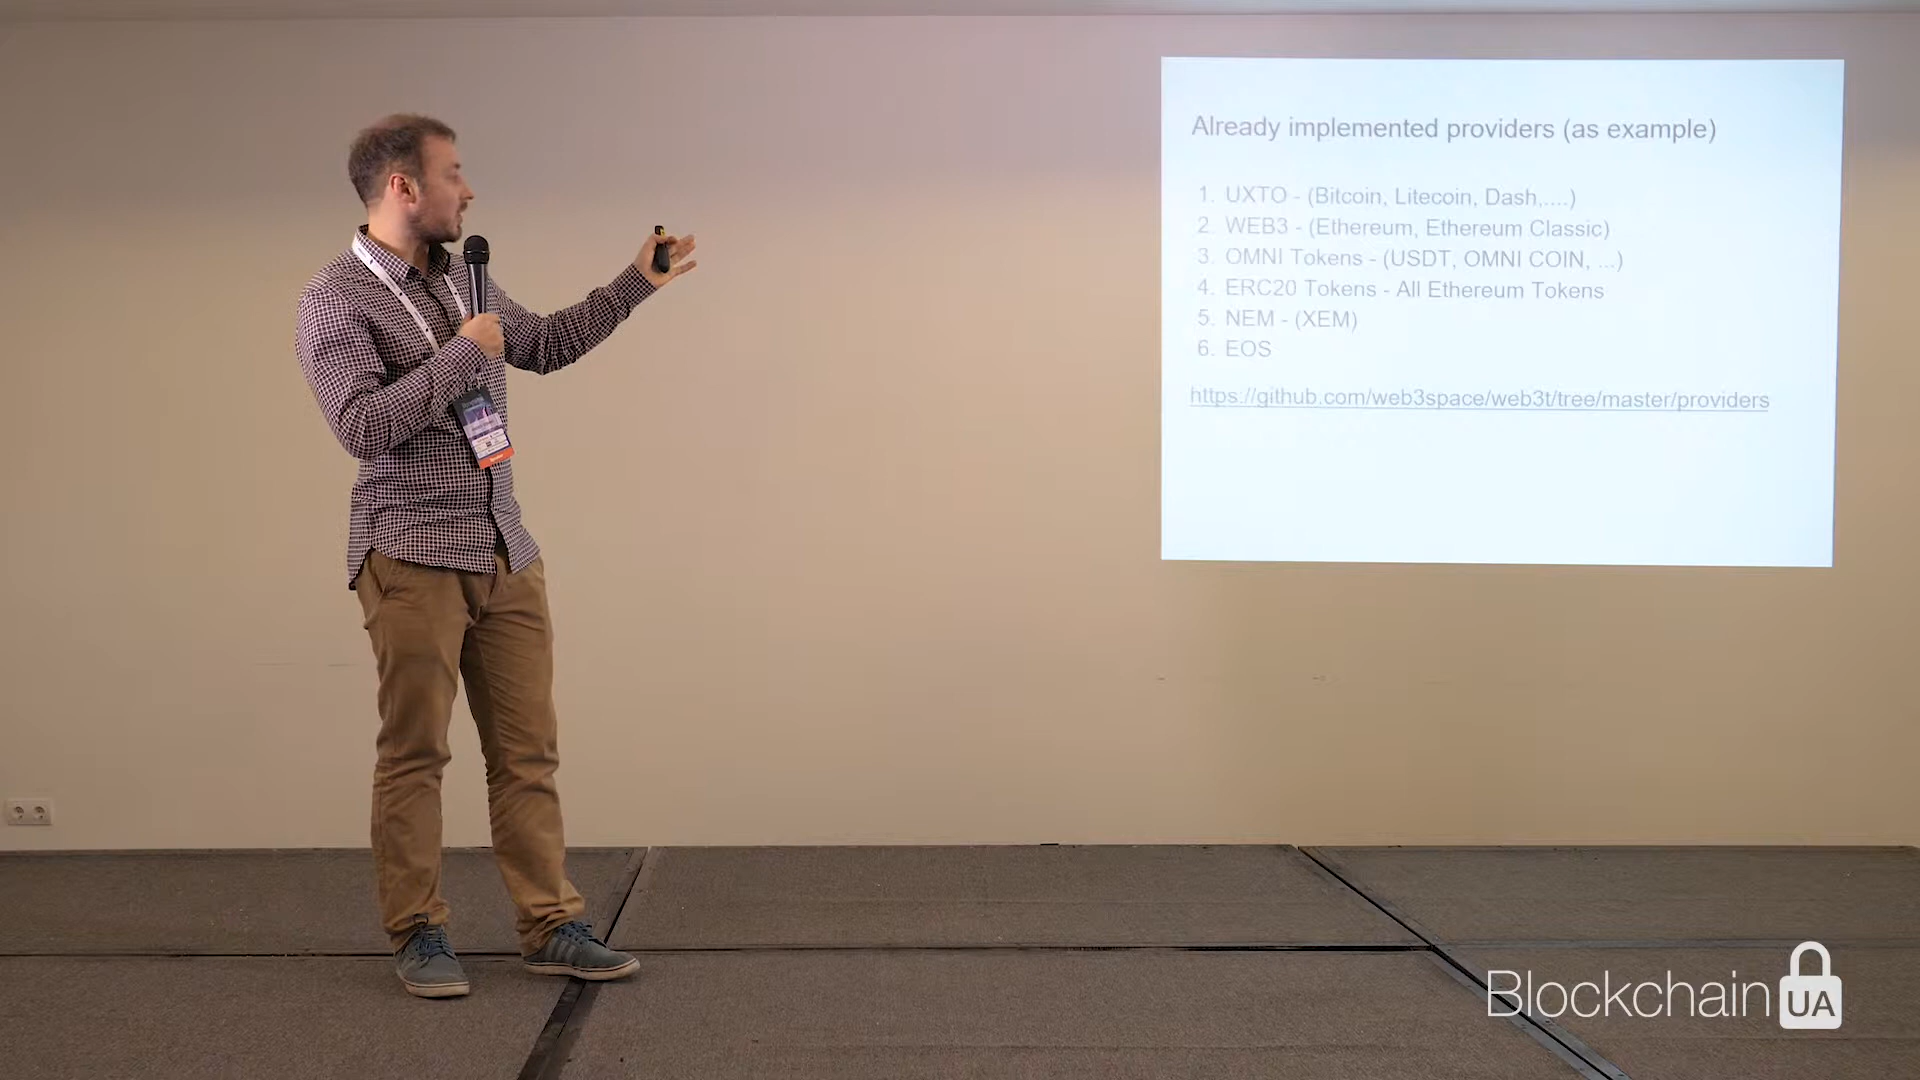 Already implemented providers (as example)
1. UXTO - (Bitcoin, Litecoin, Dash,....)
2. WEB3 - (Ethereum, Ethereum Classic)
3. OMNI Tokens - (USDT, OMNI COIN, ...)
4. ERC20 Tokens - All Ethereum Tokens
5. NEM - (XEM)
6. EOS
https://github.com/web3space/web3t/tree/master/providers
Blockchain UA